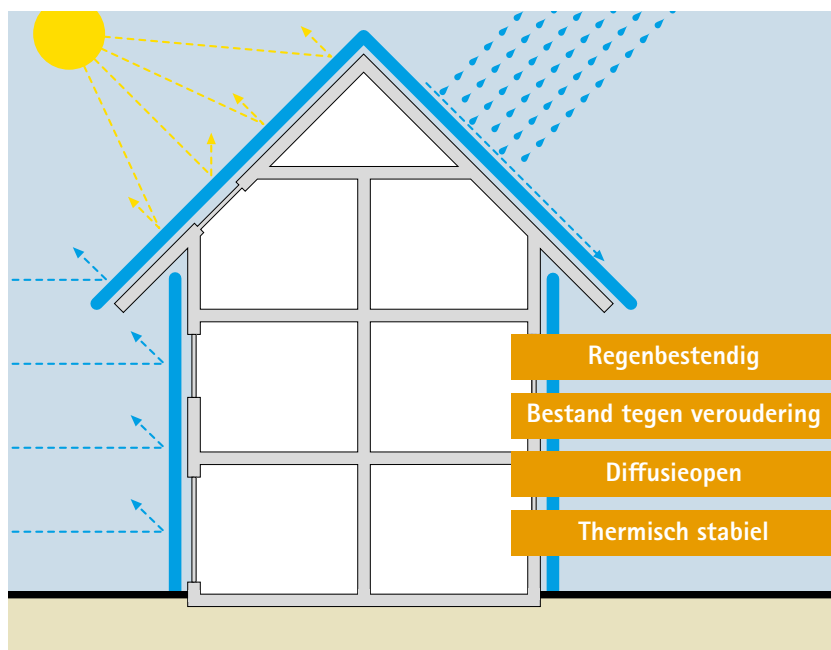 Regenbestendig
Bestand tegen veroudering
Diffusieopen
Thermisch stabiel